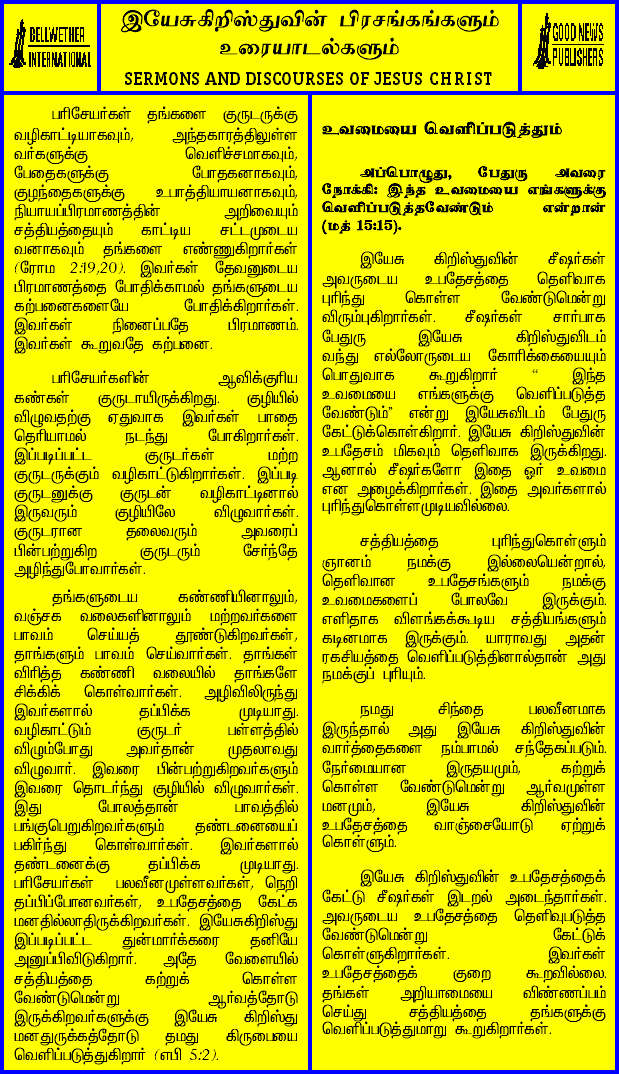 BELLWETHER
INTERNATIONAL
இயேசுகிறிஸ்துவின் பிரசங்கங்களும்
உரையாடல்களும்
SERMONS AND DISCOURSES OF JESUS CHRIST
GOOD NEWS
PUBLISHERS
பரிசேயர்கள் தங்களை குருடருக்கு
வழிகாட்டியாகவும், அந்தகாரத்திலுள்ள
வர்களுக்கு வெளிச்சமாகவும்,
பேதைகளுக்கு போதகனாகவும்,
குழந்தைகளுக்கு உபாத்தியாயனாகவும்,
நியாயப்பிரமாணத்தின் அறிவையும்
சத்தியத்தையும் காட்டிய சட்டமுடைய
வனாகவும் தங்களை எண்ணுகிறார்கள்
(ரோம 2:19,20). இவர்கள் தேவனுடைய
பிரமாணத்தை போதிக்காமல் தங்களுடைய
கற்பனைகளையே போதிக்கிறார்கள்.
இவர்கள் நினைப்பதே பிரமாணம்.
இவர்கள் கூறுவதே கற்பனை.
பரிசேயர்களின் ஆவிக்குரிய
கண்கள் குருடாயிருக்கிறது. குழியில்
விழுவதற்கு ஏதுவாக இவர்கள் பாதை
தெரியாமல் நடந்து போகிறார்கள்.
இப்படிப்பட்ட குருடர்கள் மற்ற
குருடருக்கும் வழிகாட்டுகிறார்கள். இப்படி
குருடனுக்கு குருடன் வழிகாட்டினால்
இருவரும் குழியிலே விழுவார்கள்.
குருடரான தலைவரும் அவரைப்
பின்பற்றுகிற குருடரும் சேர்ந்தே
அழிந்துபோவார்கள்.
தங்களுடைய கண்ணியினாலும்,
வஞ்சக வலைகளினாலும் மற்றவர்களை
பாவம் செய்யத் தூண்டுகிறவர்கள்,
தாங்களும் பாவம் செய்வார்கள். தாங்கள்
விரித்த கண்ணி வலையில் தாங்களே
சிக்கிக் கொள்வார்கள். அழிவிலிருந்து
இவர்களால் தப்பிக்க முடியாது.
வழிகாட்டும் குருடர் பள்ளத்தில்
விழும்போது அவர்தான் முதலாவது
விழுவார். இவரை பின்பற்றுகிறவர்களும்
இவரை தொடர்ந்து குழியில் விழுவார்கள்.
இது போலத்தான் பாவத்தில்
பங்குபெறுகிறவர்களும் தண்டனையைப்
பகிர்ந்து கொள்வார்கள். இவர்களால்
தண்டனைக்கு தப்பிக்க முடியாது.
பரிசேயர்கள் பலவீனமுள்ளவர்கள், நெறி
தப்பிப்போனவர்கள், உபதேசத்தை கேட்க
மனதில்லாதிருக்கிறவர்கள். இயேசுகிறிஸ்து
இப்படிப்பட்ட துன்மார்க்கரை தனியே
அனுப்பிவிடுகிறார். அதே வேளையில்
சத்தியத்தை கற்றுக் கொள்ள
வேண்டுமென்று ஆர்வத்தோடு
இருக்கிறவர்களுக்கு இயேசு கிறிஸ்து
மனதுருக்கத்தோடு தமது கிருபையை
வெளிப்படுத்துகிறார் (எபி 5:2).
உவமையை வெளிப்படுத்தும்
அப்பொழுது, பேதுரு அவரை
நோக்கி: இந்த உவமையை எங்களுக்கு
வெளிப்படுத்தவேண்டும் என்றான்
(மத் 15:15).
இயேசு கிறிஸ்துவின் சீஷர்கள்
அவருடைய உபதேசத்தை தெளிவாக
புரிந்து கொள்ள வேண்டுமென்று
விரும்புகிறார்கள். சீஷர்கள் சார்பாக
பேதுரு இயேசு கிறிஸ்துவிடம்
வந்து எல்லோருடைய கோரிக்கையையும்
பொதுவாக கூறுகிறார் “ இந்த
உவமையை எங்களுக்கு வெளிப்படுத்த
வேண்டும்” என்று இயேசுவிடம் பேதுரு
கேட்டுக்கொள்கிறார். இயேசு கிறிஸ்துவின்
உபதேசம் மிகவும் தெளிவாக இருக்கிறது.
ஆனால் சீஷர்களோ இதை ஓர் உவமை
என அழைக்கிறார்கள். இதை அவர்களால்
புரிந்துகொள்ளமுடியவில்லை.
சத்தியத்தை புரிந்துகொள்ளும்
ஞானம் நமக்கு இல்லையென்றால்,
தெளிவான உபதேசங்களும் நமக்கு
உவமைகளைப் போலவே இருக்கும்.
எளிதாக விளங்கக்கூடிய சத்தியங்களும்
கடினமாக இருக்கும். யாராவது அதன்
ரகசியத்தை வெளிப்படுத்தினால்தான் அது
நமக்குப் புரியும்.
நமது சிந்தை பலவீனமாக
இருந்தால் அது இயேசு கிறிஸ்துவின்
வார்த்தைகளை நம்பாமல் சந்தேகப்படும்.
நேர்மையான இருதயமும், கற்றுக்
கொள்ள வேண்டுமென்று ஆர்வமுள்ள
மனமும், இயேசு கிறிஸ்துவின்
உபதேசத்தை வாஞ்சையோடு ஏற்றுக்
கொள்ளும்.
இயேசு கிறிஸ்துவின் உபதேசத்தைக்
கேட்டு சீஷர்கள் இடறல் அடைந்தார்கள்.
அவருடைய உபதேசத்தை தெளிவுபடுத்த
வேண்டுமென்று கேட்டுக்
கொள்ளுகிறார்கள். இவர்கள்
உபதேசத்தைக் குறை கூறவில்லை.
தங்கள் அறியாமையை விண்ணப்பம்
செய்து சத்தியத்தை தங்களுக்கு
வெளிப்படுத்துமாறு கூறுகிறார்கள்.